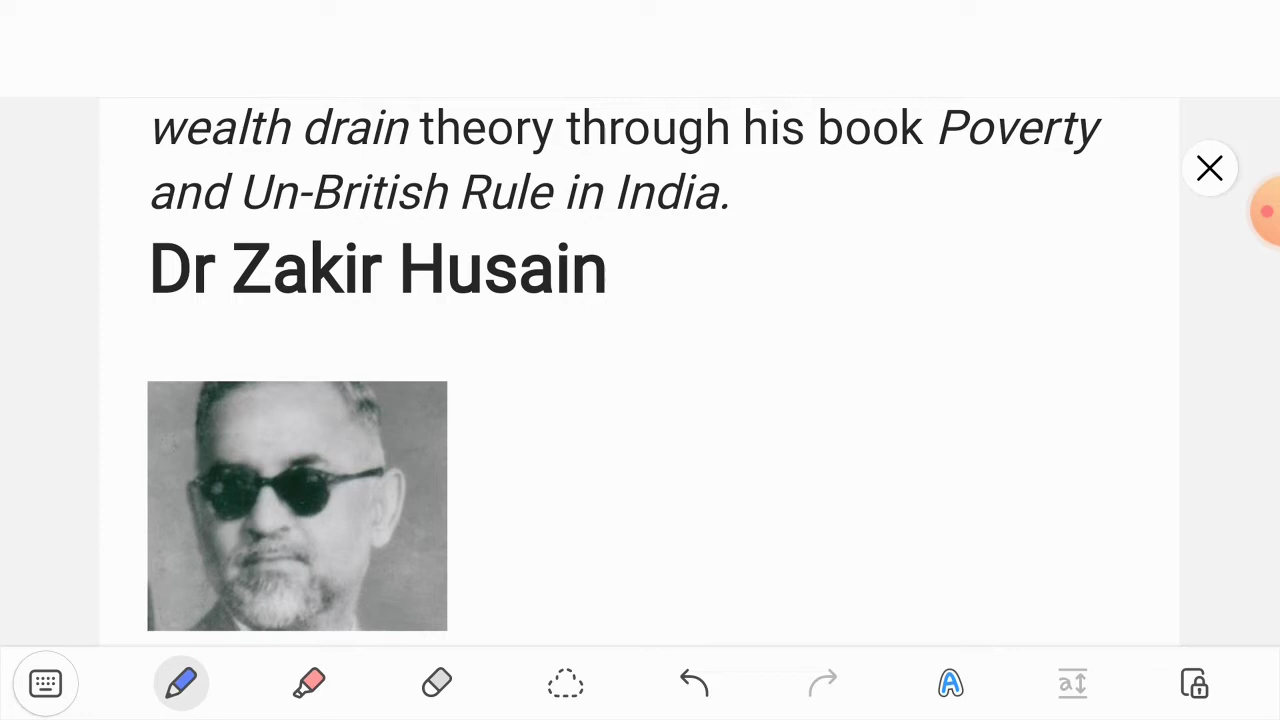 wealth drain theory through his book Poverty
and Un-British Rule in India.
Dr Zakir Husain